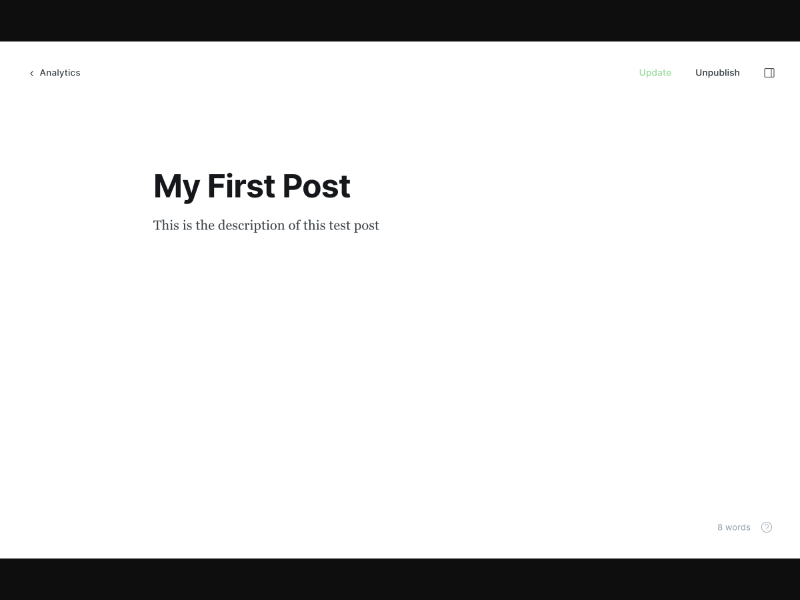 Analytics
Update
Unpublish
My First Post
This is the description of this test post
8 words
?